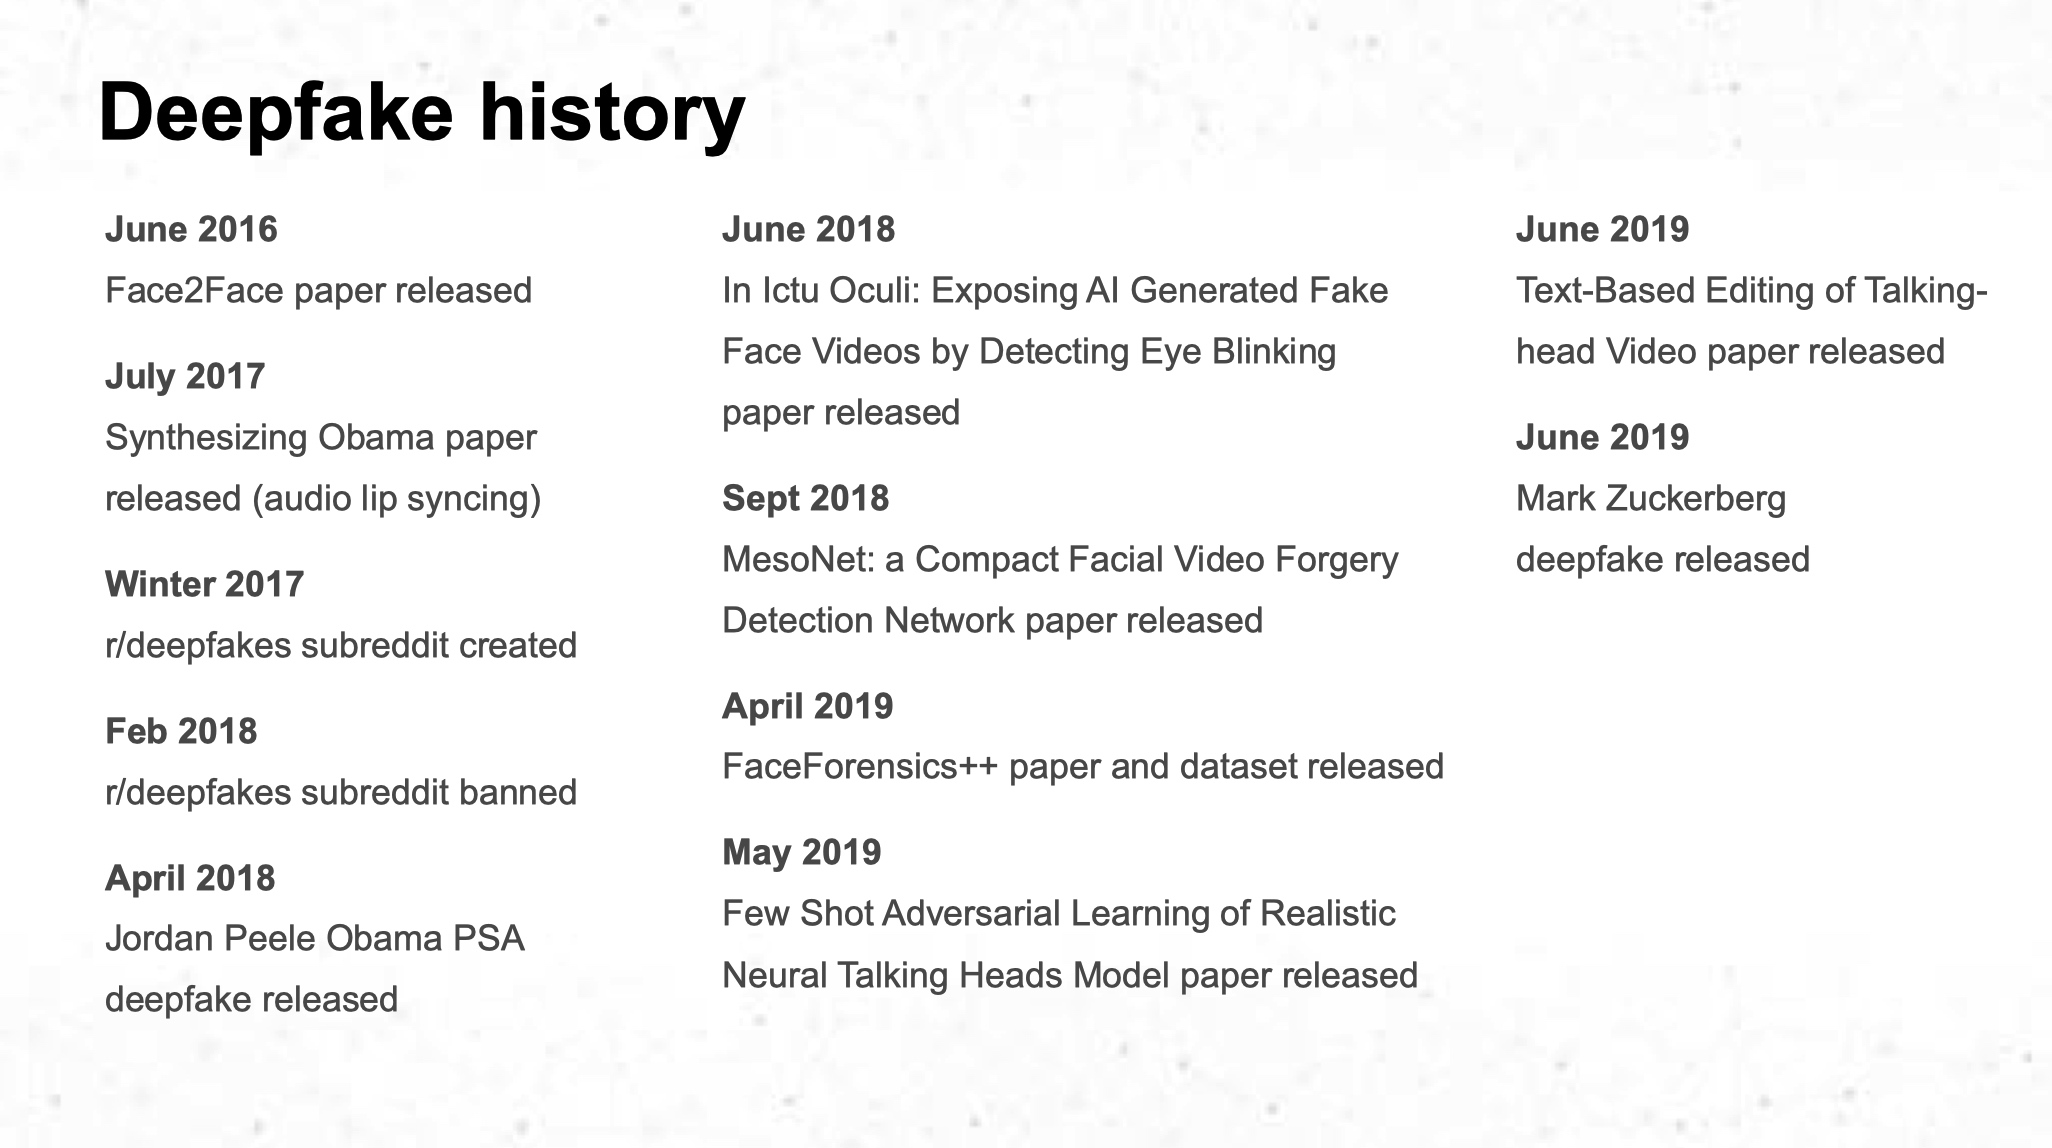 Deepfake history
June 2016
Face2Face paper released
July 2017
Synthesizing Obama paper
released (audio lip syncing)
Winter 2017
r/deepfakes subreddit created
Feb 2018
r/deepfakes subreddit banned
April 2018
Jordan Peele Obama PSA
deepfake released
June 2018
In Ictu Oculi: Exposing AI Generated Fake
Face Videos by Detecting Eye Blinking
paper released
Sept 2018
MesoNet: a Compact Facial Video Forgery
Detection Network paper released
April 2019
FaceForensics++ paper and dataset released
May 2019
Few Shot Adversarial Learning of Realistic
Neural Talking Heads Model paper released
June 2019
Text-Based Editing of Talking-
head Video paper released
June 2019
Mark Zuckerberg
deepfake released